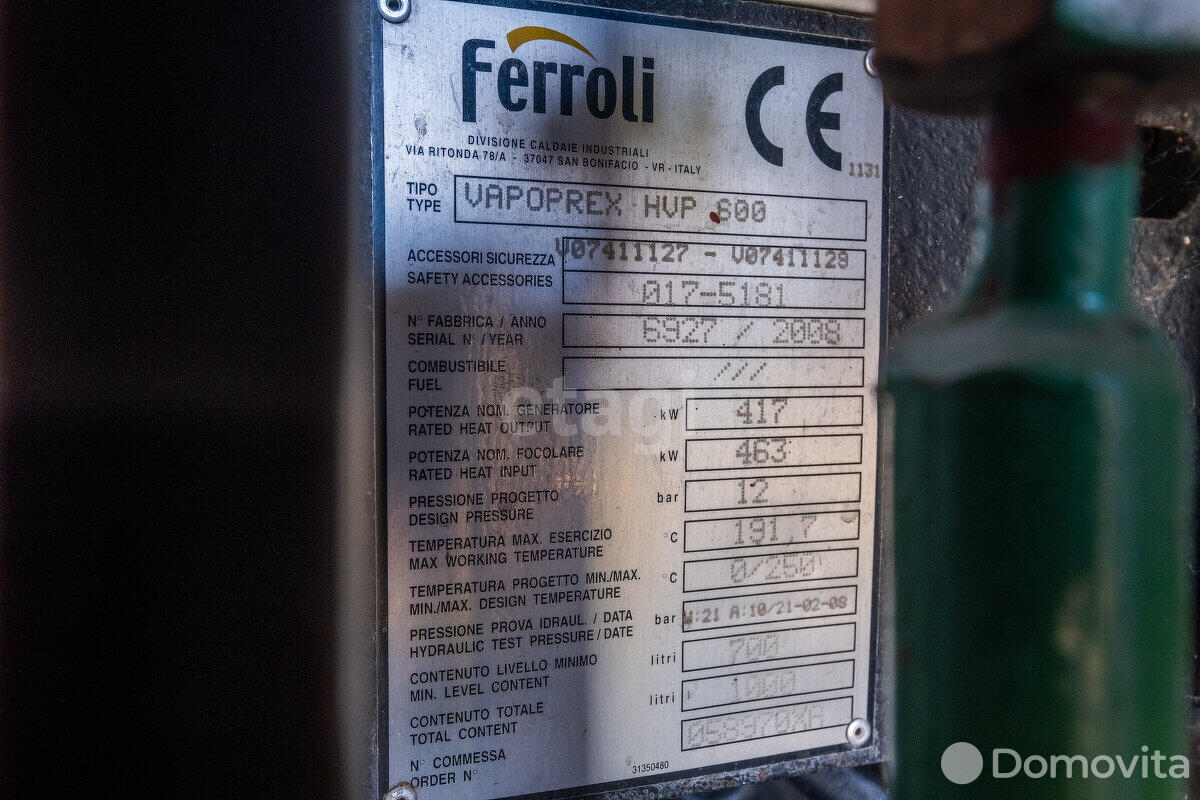 Ferroli
CE
DIVISIONE CALDAIE INDUSTRIALI
VIA RITONDA 78/A - 37047 SAN BONIFACIO - VR - ITALY
1131
TIPO
TYPE
VAPOPREX HVP 600
ACCESSORI SICUREZZA
SAFETY ACCESSORIES
V07411127 - V07411129
017-5181
N° FABBRICA / ANNO
SERIAL N° / YEAR
6927 / 2008
COMBUSTIBILE
FUEL
///
POTENZA NOM. GENERATORE
RATED HEAT OUTPUT
kW 417
POTENZA NOM. FOCOLARE
RATED HEAT INPUT
kW 463
PRESSIONE PROGETTO
DESIGN PRESSURE
bar 12
TEMPERATURA MAX. ESERCIZIO
MAX WORKING TEMPERATURE
°C 191,7
TEMPERATURA PROGETTO MIN./MAX.
MIN./MAX. DESIGN TEMPERATURE
°C 0/250
PRESSIONE PROVA IDRAUL. / DATA
HYDRAULIC TEST PRESSURE / DATE
bar W:21 A:10/21-02-08
CONTENUTO LIVELLO MINIMO
MIN. LEVEL CONTENT
litri 700
CONTENUTO TOTALE
TOTAL CONTENT
litri 1000
N° COMMESSA
ORDER N°
31350480
etagi
Domovita